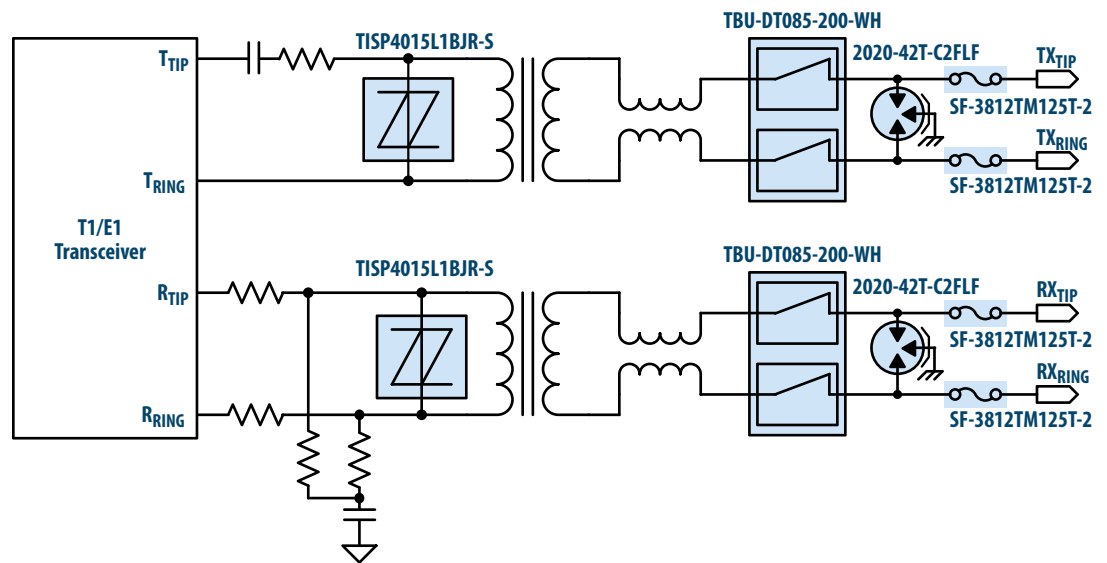 TBU-DT085-200-WH
TISP4015L1BJR-S
2020-42T-C2FLF
TTIP
TXTIP
SF-3812TM125T-2
TXRING
TRING
SF-3812TM125T-2
T1/E1
Transceiver
TBU-DT085-200-WH
TISP4015L1BJR-S
2020-42T-C2FLF
RTIP
RXTIP
SF-3812TM125T-2
RXRING
RRING
SF-3812TM125T-2